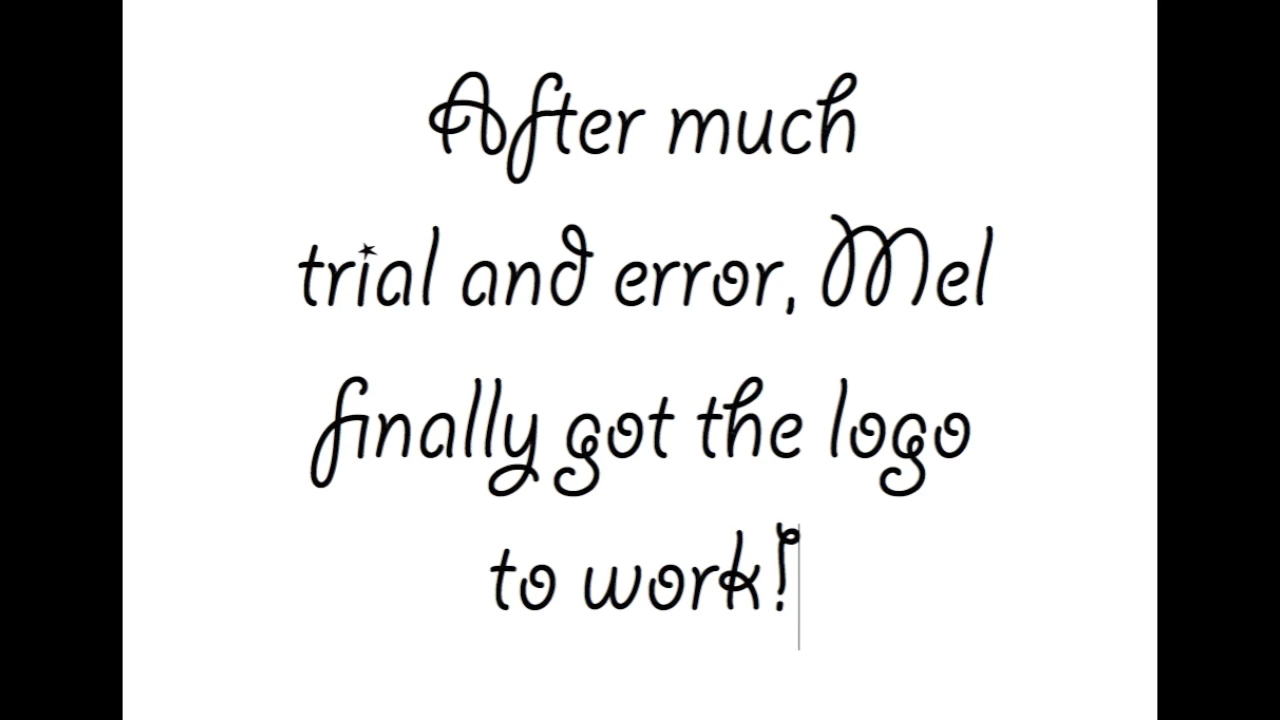 After much
trial and error, Mel
finally got the logo
to work!